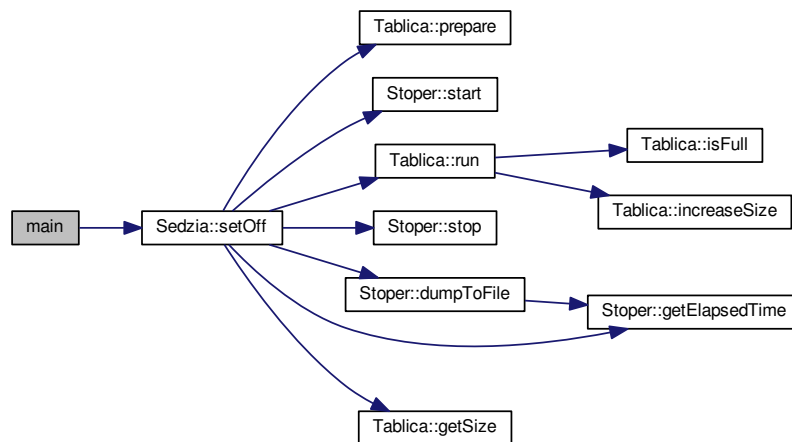 Tablica::prepare
Stoper::start
Tablica::isFull
Tablica::run
Tablica::increaseSize
main
Sedzia::setOff
Stoper::stop
Stoper::dumpToFile
Stoper::getElapsedTime
Tablica::getSize